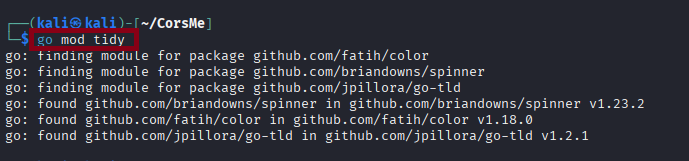 ┌──(kali㉿kali)-[~/CorsMe]
└─$ go mod tidy
go: finding module for package github.com/fatih/color
go: finding module for package github.com/briandowns/spinner
go: finding module for package github.com/jpillora/go-tld
go: found github.com/briandowns/spinner in github.com/briandowns/spinner v1.23.2
go: found github.com/fatih/color in github.com/fatih/color v1.18.0
go: found github.com/jpillora/go-tld in github.com/jpillora/go-tld v1.2.1